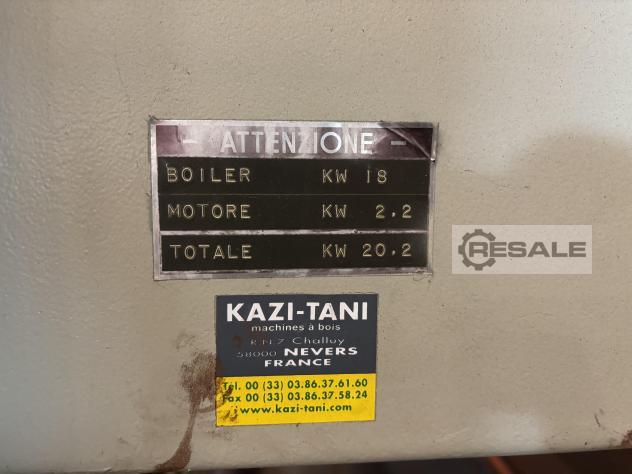 - ATTENZIONE -
BOILER KW 18
MOTORE KW 2.2
TOTALE KW 20.2
RESALE
KAZI-TANI
machines à bois
R.N.7 Challuy
58000 NEVERS
FRANCE
Tél. 00 (33) 03.86.37.61.60
Fax 00 (33) 03.86.37.58.24
www.kazi-tani.com